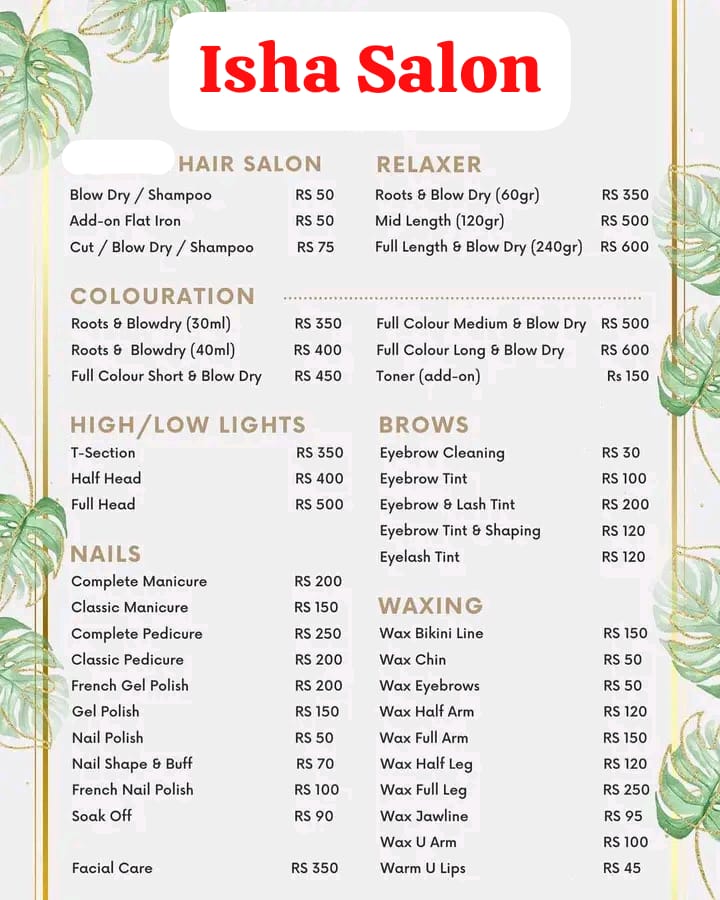 Isha Salon
HAIR SALON
Blow Dry / Shampoo RS 50
Add-on Flat Iron RS 50
Cut / Blow Dry / Shampoo RS 75
RELAXER
Roots & Blow Dry (60gr) RS 350
Mid Length (120gr) RS 500
Full Length & Blow Dry (240gr) RS 600
COLOURATION
Roots & Blowdry (30ml) RS 350
Roots & Blowdry (40ml) RS 400
Full Colour Short & Blow Dry RS 450
Full Colour Medium & Blow Dry RS 500
Full Colour Long & Blow Dry RS 600
Toner (add-on) Rs 150
HIGH/LOW LIGHTS
T-Section RS 350
Half Head RS 400
Full Head RS 500
BROWS
Eyebrow Cleaning RS 30
Eyebrow Tint RS 100
Eyebrow & Lash Tint RS 200
Eyebrow Tint & Shaping RS 120
Eyelash Tint RS 120
NAILS
Complete Manicure RS 200
Classic Manicure RS 150
Complete Pedicure RS 250
Classic Pedicure RS 200
French Gel Polish RS 200
Gel Polish RS 150
Nail Polish RS 50
Nail Shape & Buff RS 70
French Nail Polish RS 100
Soak Off RS 90
Facial Care RS 350
WAXING
Wax Bikini Line RS 150
Wax Chin RS 50
Wax Eyebrows RS 50
Wax Half Arm RS 120
Wax Full Arm RS 150
Wax Half Leg RS 120
Wax Full Leg RS 250
Wax Jawline RS 95
Wax U Arm RS 100
Warm U Lips RS 45